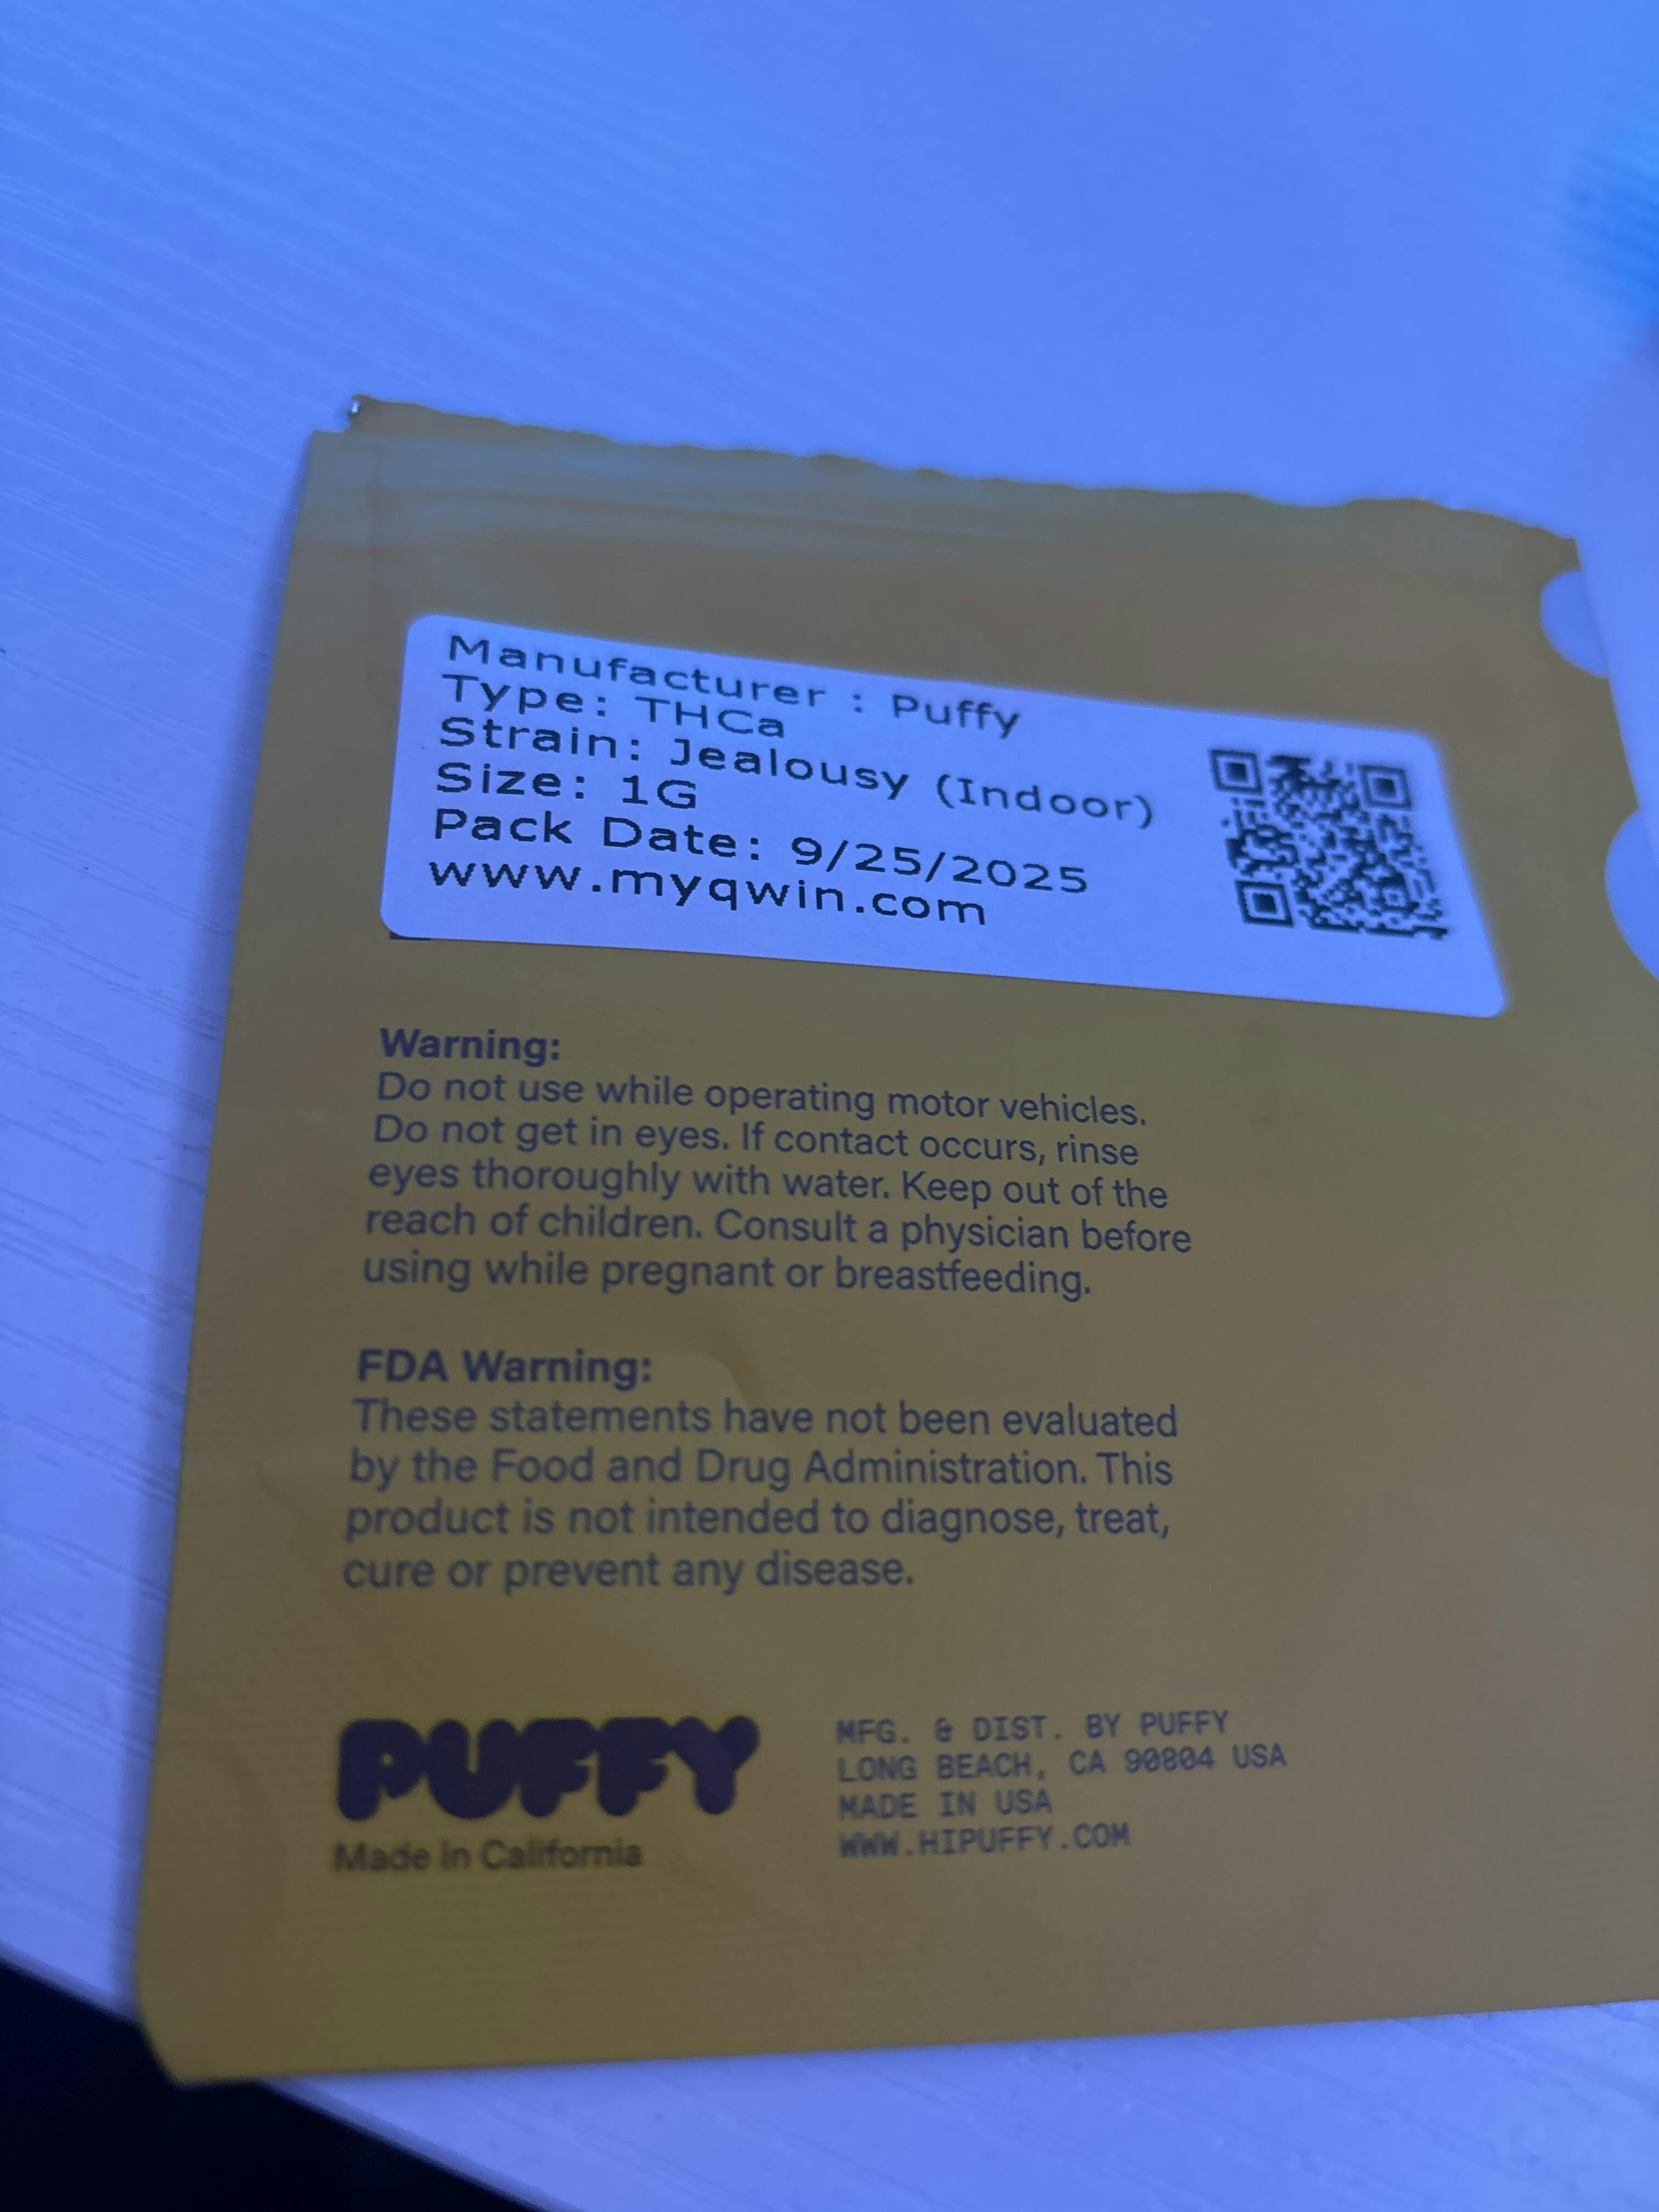 Manufacturer : Puffy
Type: THCa
Strain: Jealousy (Indoor)
Size: 1G
Pack Date: 9/25/2025
www.myqwin.com
Warning:
Do not use while operating motor vehicles.
Do not get in eyes. If contact occurs, rinse
eyes thoroughly with water. Keep out of the
reach of children. Consult a physician before
using while pregnant or breastfeeding.
FDA Warning:
These statements have not been evaluated
by the Food and Drug Administration. This
product is not intended to diagnose, treat,
cure or prevent any disease.
PUFFY
Made in California
MFG. & DIST. BY PUFFY
LONG BEACH, CA 90804 USA
MADE IN USA
WWW.HIPUFFY.COM